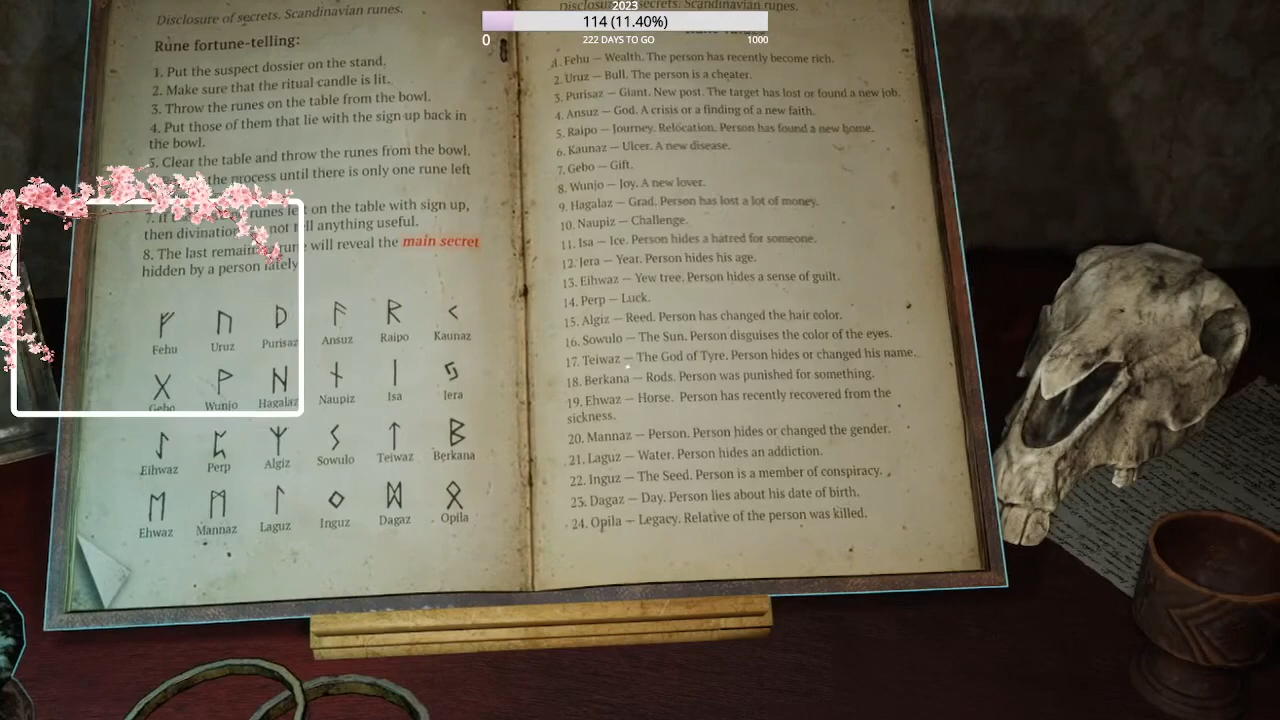 2023
114 (11.40%)
0
222 DAYS TO GO
1000
Disclosure of secrets. Scandinavian runes.
Rune fortune-telling:
1. Put the suspect dossier on the stand.
2. Make sure that the ritual candle is lit.
3. Throw the runes on the table from the bowl.
4. Put those of them that lie with the sign up back in
the bowl.
5. Clear the table and throw the runes from the bowl.
the process until there is only one rune left
7. If runes left on the table with sign up,
then divination not tell anything useful.
8. The last remaining rune will reveal the main secret
hidden by a person lately
Fehu Uruz Purisaz Ansuz Raipo Kaunaz
Gebo Wunjo Hagalaz Naupiz Isa Iera
Eihwaz Perp Algiz Sowulo Teiwaz Berkana
Ehwaz Mannaz Laguz Inguz Dagaz Opila
Disclosure of secrets. Scandinavian runes.
1. Fehu — Wealth. The person has recently become rich.
2. Uruz — Bull. The person is a cheater.
3. Purisaz — Giant. New post. The target has lost or found a new job.
4. Ansuz — God. A crisis or a finding of a new faith.
5. Raipo — Journey. Relocation. Person has found a new home.
6. Kaunaz — Ulcer. A new disease.
7. Gebo — Gift.
8. Wunjo — Joy. A new lover.
9. Hagalaz — Grad. Person has lost a lot of money.
10. Naupiz — Challenge.
11. Isa — Ice. Person hides a hatred for someone.
12. Jera — Year. Person hides his age.
13. Eihwaz — Yew tree. Person hides a sense of guilt.
14. Perp — Luck.
15. Algiz — Reed. Person has changed the hair color.
16. Sowulo — The Sun. Person disguises the color of the eyes.
17. Teiwaz — The God of Tyre. Person hides or changed his name.
18. Berkana — Rods. Person was punished for something.
19. Ehwaz — Horse. Person has recently recovered from the
sickness.
20. Mannaz — Person. Person hides or changed the gender.
21. Laguz — Water. Person hides an addiction.
22. Inguz — The Seed. Person is a member of conspiracy.
23. Dagaz — Day. Person lies about his date of birth.
24. Opila — Legacy. Relative of the person was killed.